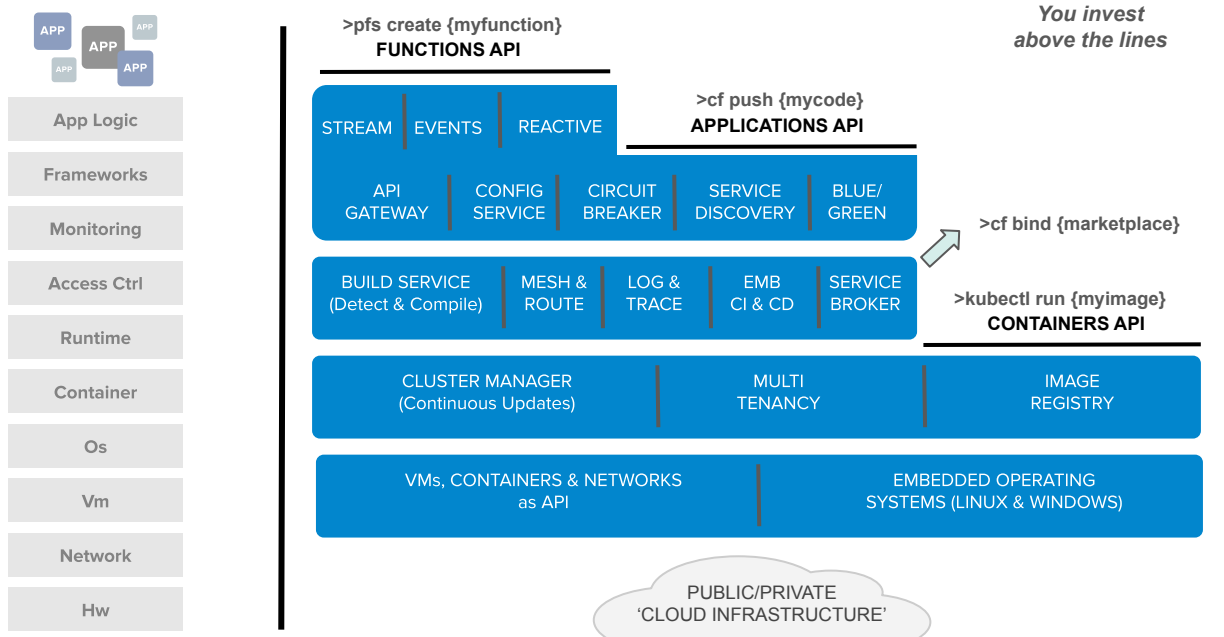 APP
APP
APP
APP
APP
App Logic
Frameworks
Monitoring
Access Ctrl
Runtime
Container
Os
Vm
Network
Hw
>pfs create {myfunction}
FUNCTIONS API
You invest
above the lines
>cf push {mycode}
APPLICATIONS API
STREAM
EVENTS
REACTIVE
API
GATEWAY
CONFIG
SERVICE
CIRCUIT
BREAKER
SERVICE
DISCOVERY
BLUE/
GREEN
>cf bind {marketplace}
BUILD SERVICE
(Detect & Compile)
MESH &
ROUTE
LOG &
TRACE
EMB
CI & CD
SERVICE
BROKER
>kubectl run {myimage}
CONTAINERS API
CLUSTER MANAGER
(Continuous Updates)
MULTI
TENANCY
IMAGE
REGISTRY
VMs, CONTAINERS & NETWORKS
as API
EMBEDDED OPERATING
SYSTEMS (LINUX & WINDOWS)
PUBLIC/PRIVATE
‘CLOUD INFRASTRUCTURE’